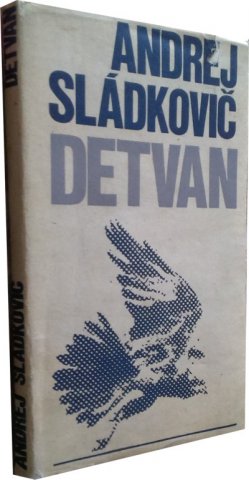 ANDREJ
SLÁDKOVIČ
DETVAN
DETVAN
ANDREJ SLÁDKOVIČ